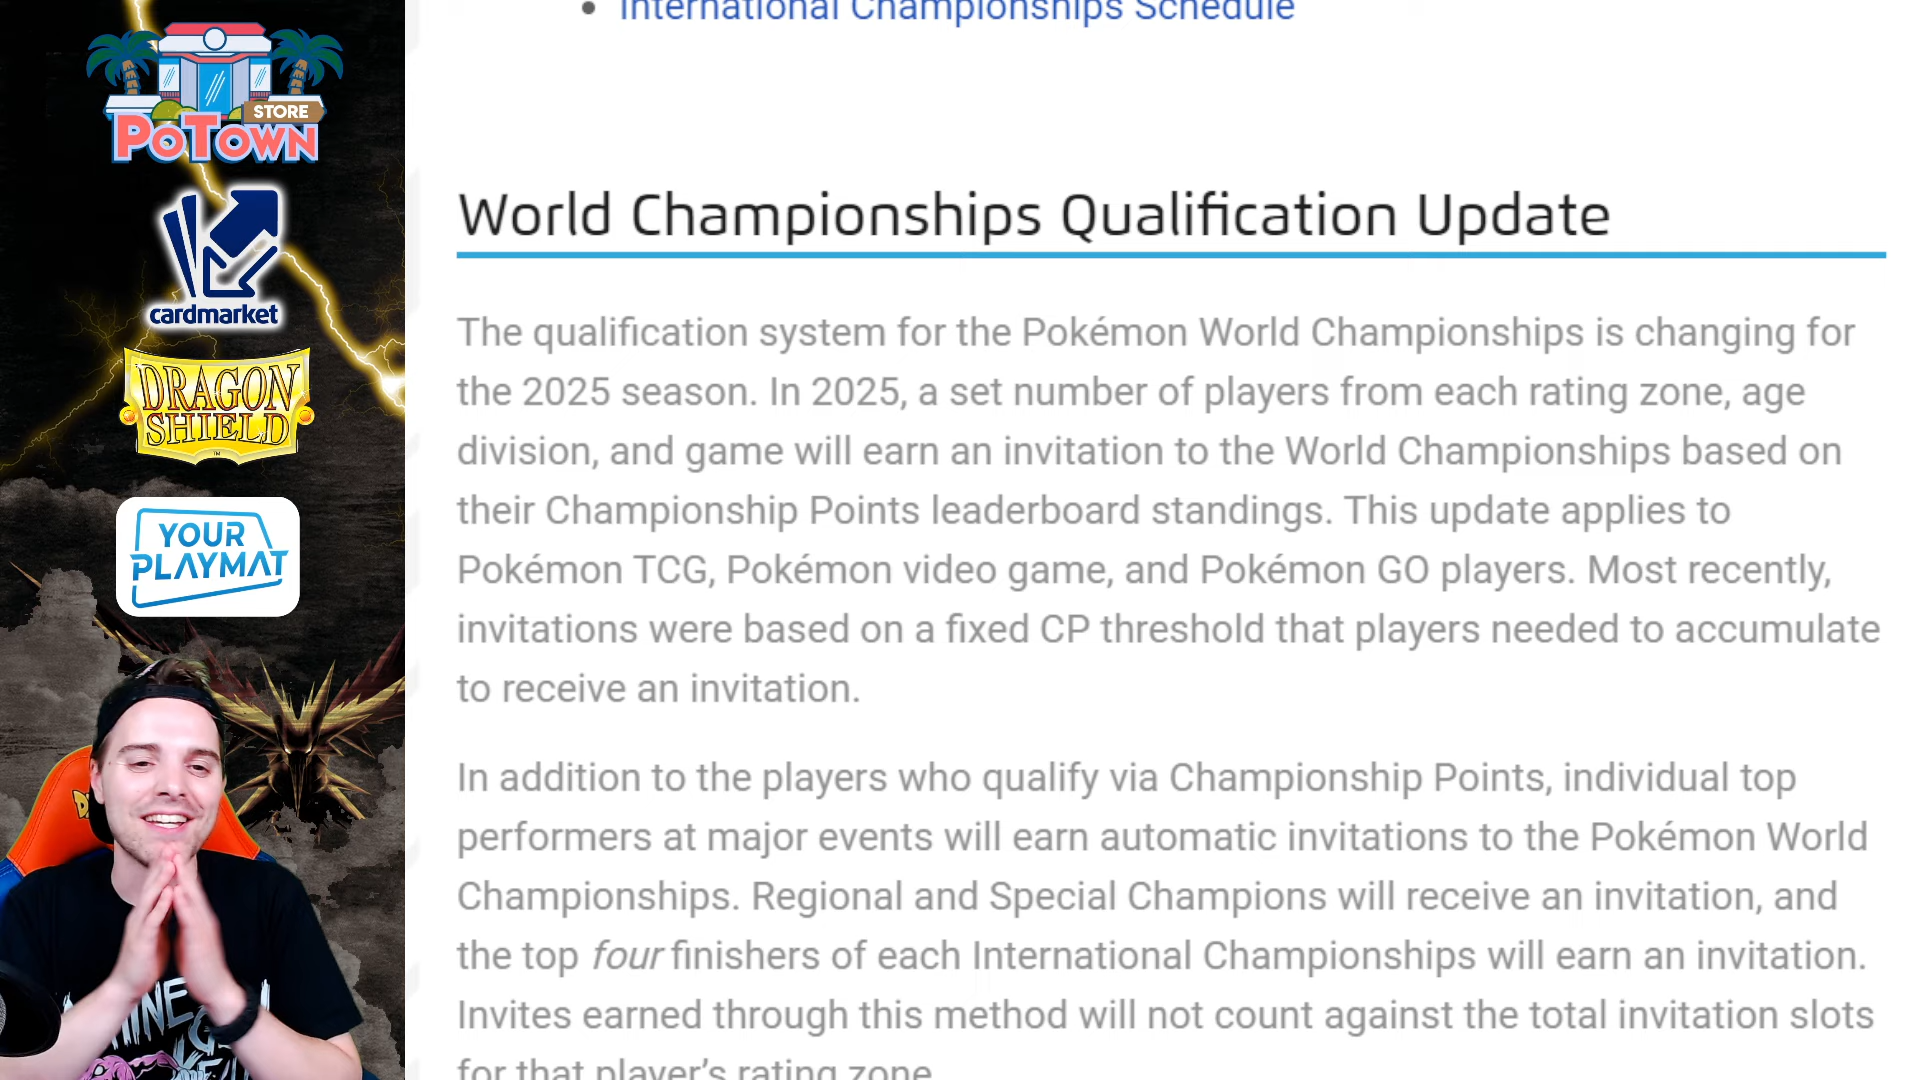 International Championships Schedule
STORE
PoTown
cardmarket
DRAGON
SHIELD
TM
YOUR
PLAYMAT
World Championships Qualification Update
The qualification system for the Pokémon World Championships is changing for
the 2025 season. In 2025, a set number of players from each rating zone, age
division, and game will earn an invitation to the World Championships based on
their Championship Points leaderboard standings. This update applies to
Pokémon TCG, Pokémon video game, and Pokémon GO players. Most recently,
invitations were based on a fixed CP threshold that players needed to accumulate
to receive an invitation.
In addition to the players who qualify via Championship Points, individual top
performers at major events will earn automatic invitations to the Pokémon World
Championships. Regional and Special Champions will receive an invitation, and
the top four finishers of each International Championships will earn an invitation.
Invites earned through this method will not count against the total invitation slots
for that player's rating zone.